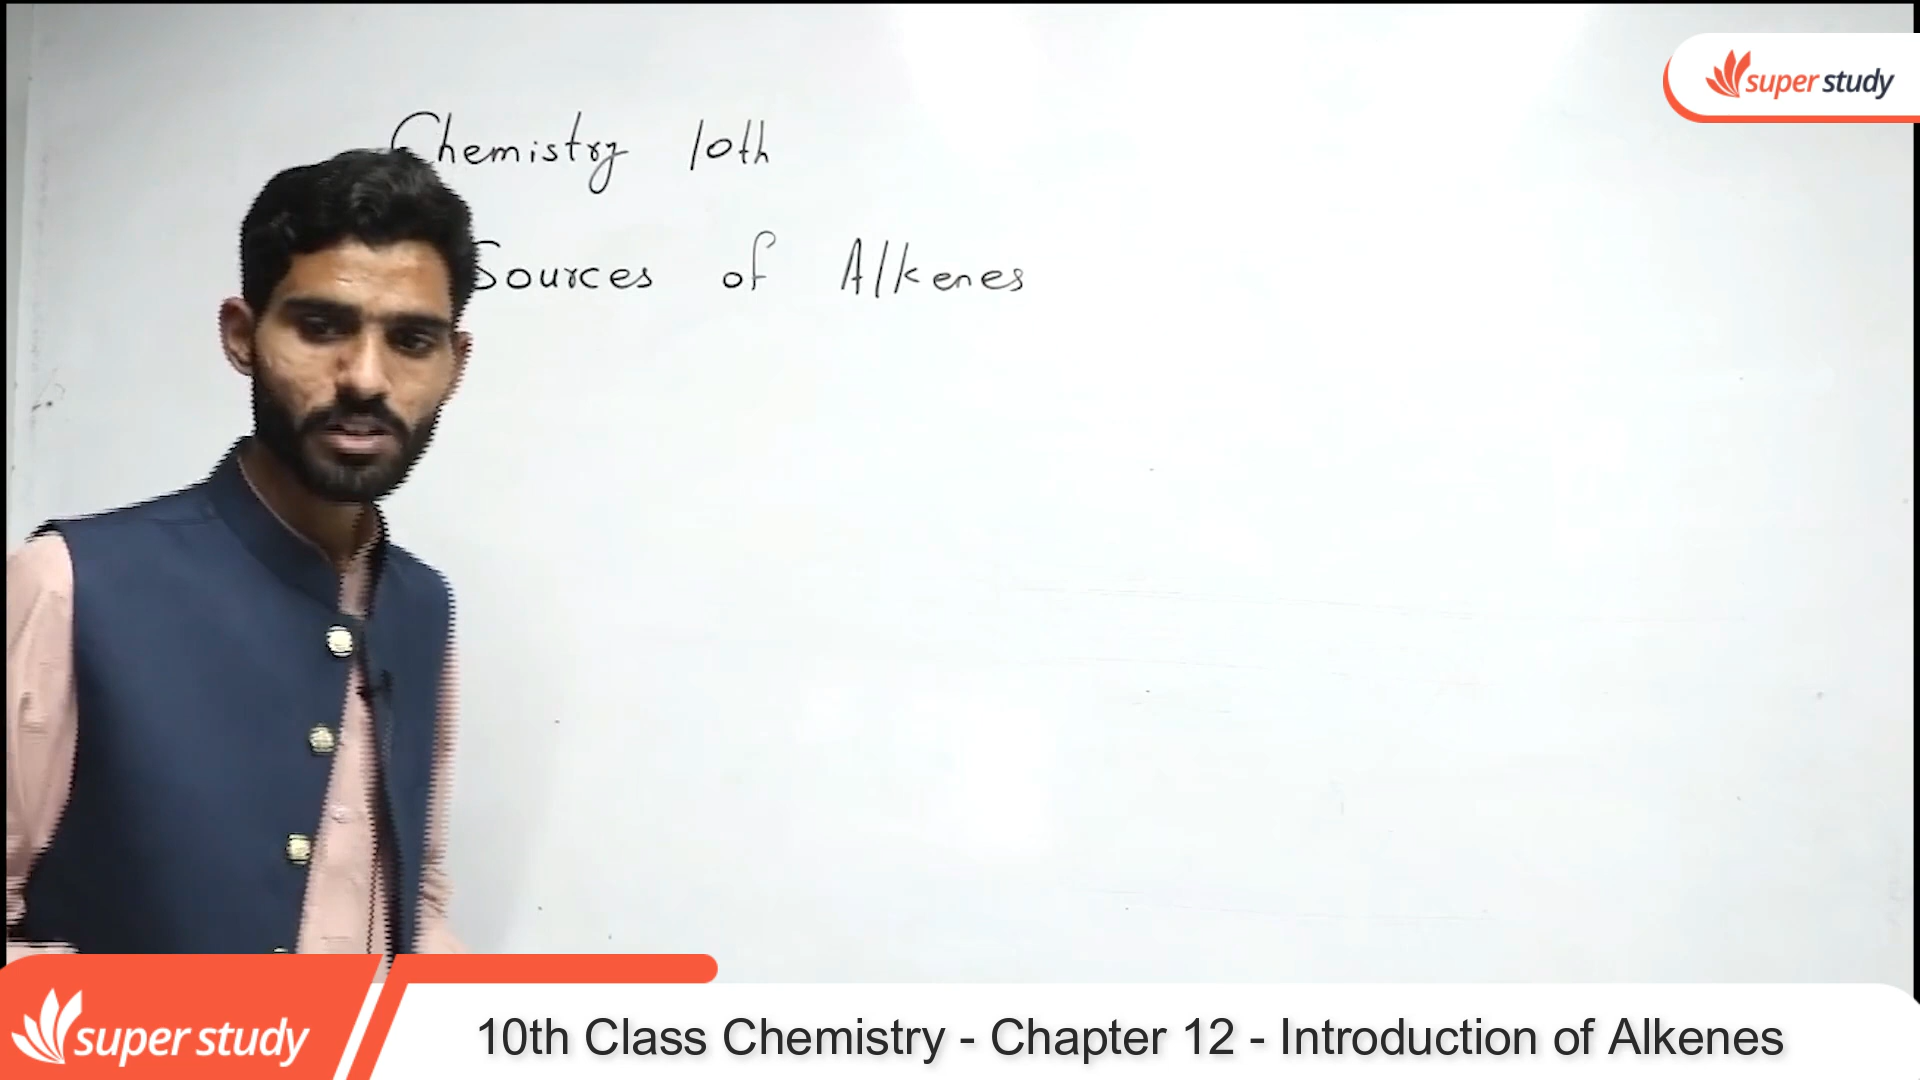 super study
Chemistry 10th
Sources of Alkenes
super study
10th Class Chemistry - Chapter 12 - Introduction of Alkenes